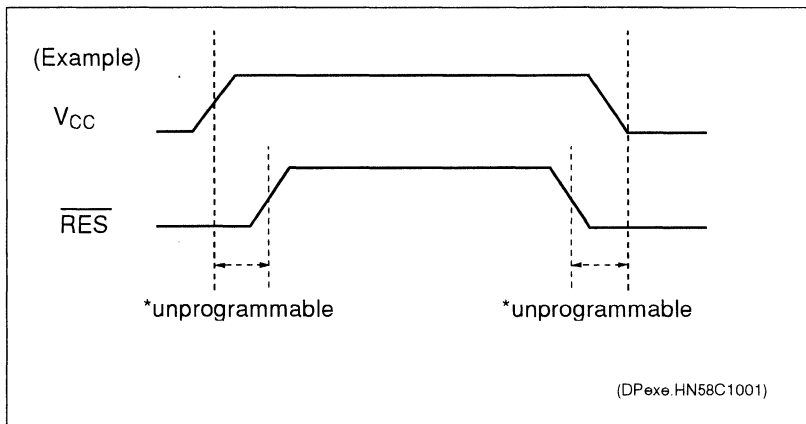 (Example)
VCC
RES
*unprogrammable *unprogrammable
(DPexe.HN58C1001)